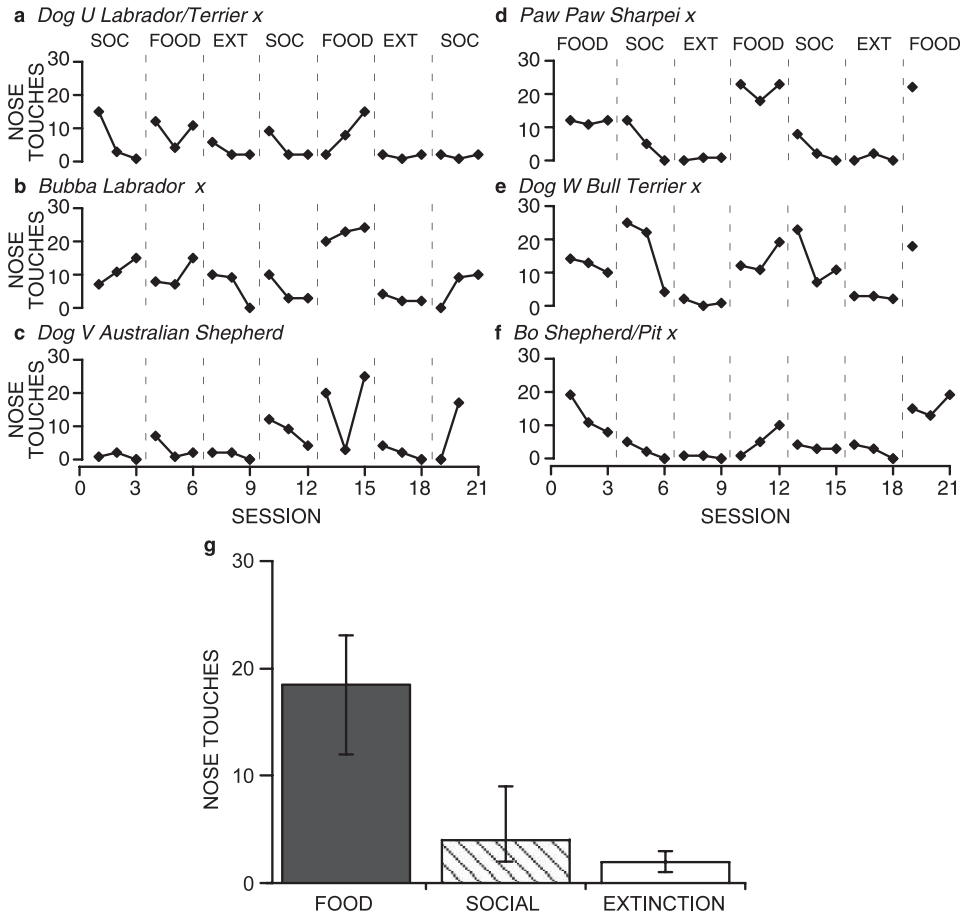 a Dog U Labrador/Terrier x
SOC FOOD EXT SOC FOOD EXT SOC
NOSE
TOUCHES
30
20
10
0
b Bubba Labrador x
NOSE
TOUCHES
30
20
10
0
c Dog V Australian Shepherd
NOSE
TOUCHES
30
20
10
0
0 3 6 9 12 15 18 21
SESSION
d Paw Paw Sharpei x
FOOD SOC EXT FOOD SOC EXT FOOD
30
20
10
0
e Dog W Bull Terrier x
30
20
10
0
f Bo Shepherd/Pit x
30
20
10
0
0 3 6 9 12 15 18 21
SESSION
g
NOSE TOUCHES
30
20
10
0
FOOD SOCIAL EXTINCTION